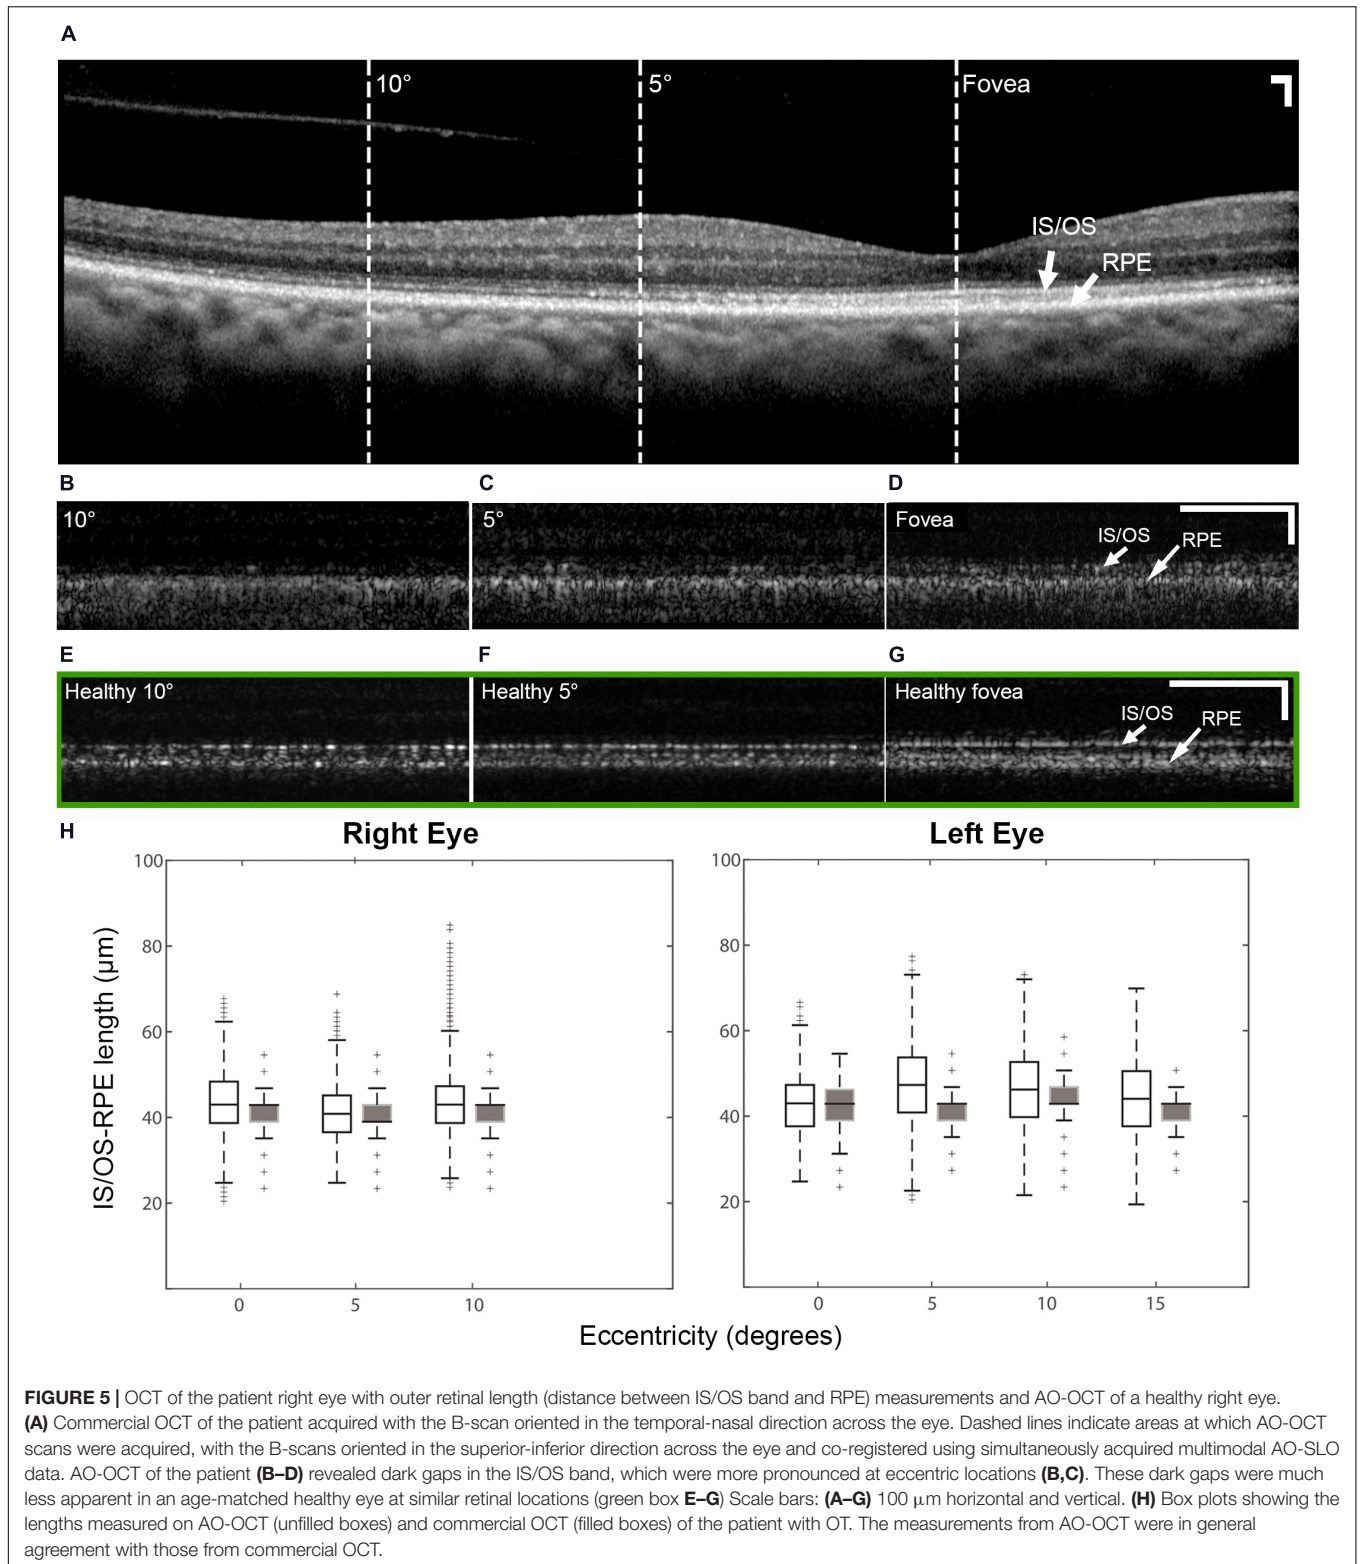 A
10°
5°
Fovea
IS/OS
RPE
B
C
D
10°
5°
Fovea
IS/OS
RPE
E
F
G
Healthy 10°
Healthy 5°
Healthy fovea
IS/OS
RPE
H
Right Eye
Left Eye
IS/OS-RPE length (μm)
100
80
60
40
20
0
5
10
100
80
60
40
20
0
5
10
15
Eccentricity (degrees)
FIGURE 5 | OCT of the patient right eye with outer retinal length (distance between IS/OS band and RPE) measurements and AO-OCT of a healthy right eye.
(A) Commercial OCT of the patient acquired with the B-scan oriented in the temporal-nasal direction across the eye. Dashed lines indicate areas at which AO-OCT
scans were acquired, with the B-scans oriented in the superior-inferior direction across the eye and co-registered using simultaneously acquired multimodal AO-SLO
data. AO-OCT of the patient (B–D) revealed dark gaps in the IS/OS band, which were more pronounced at eccentric locations (B,C). These dark gaps were much
less apparent in an age-matched healthy eye at similar retinal locations (green box E–G) Scale bars: (A–G) 100 μm horizontal and vertical. (H) Box plots showing the
lengths measured on AO-OCT (unfilled boxes) and commercial OCT (filled boxes) of the patient with OT. The measurements from AO-OCT were in general
agreement with those from commercial OCT.